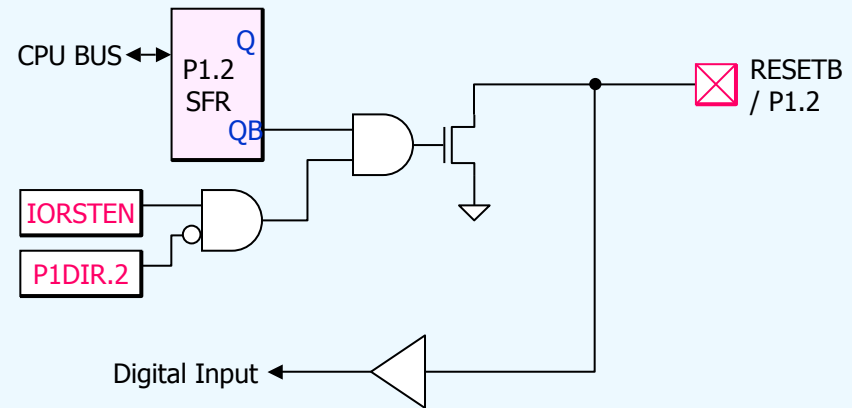 CPU BUS
Q
P1.2
SFR
QB
RESETB
/ P1.2
IORSTEN
P1DIR.2
Digital Input